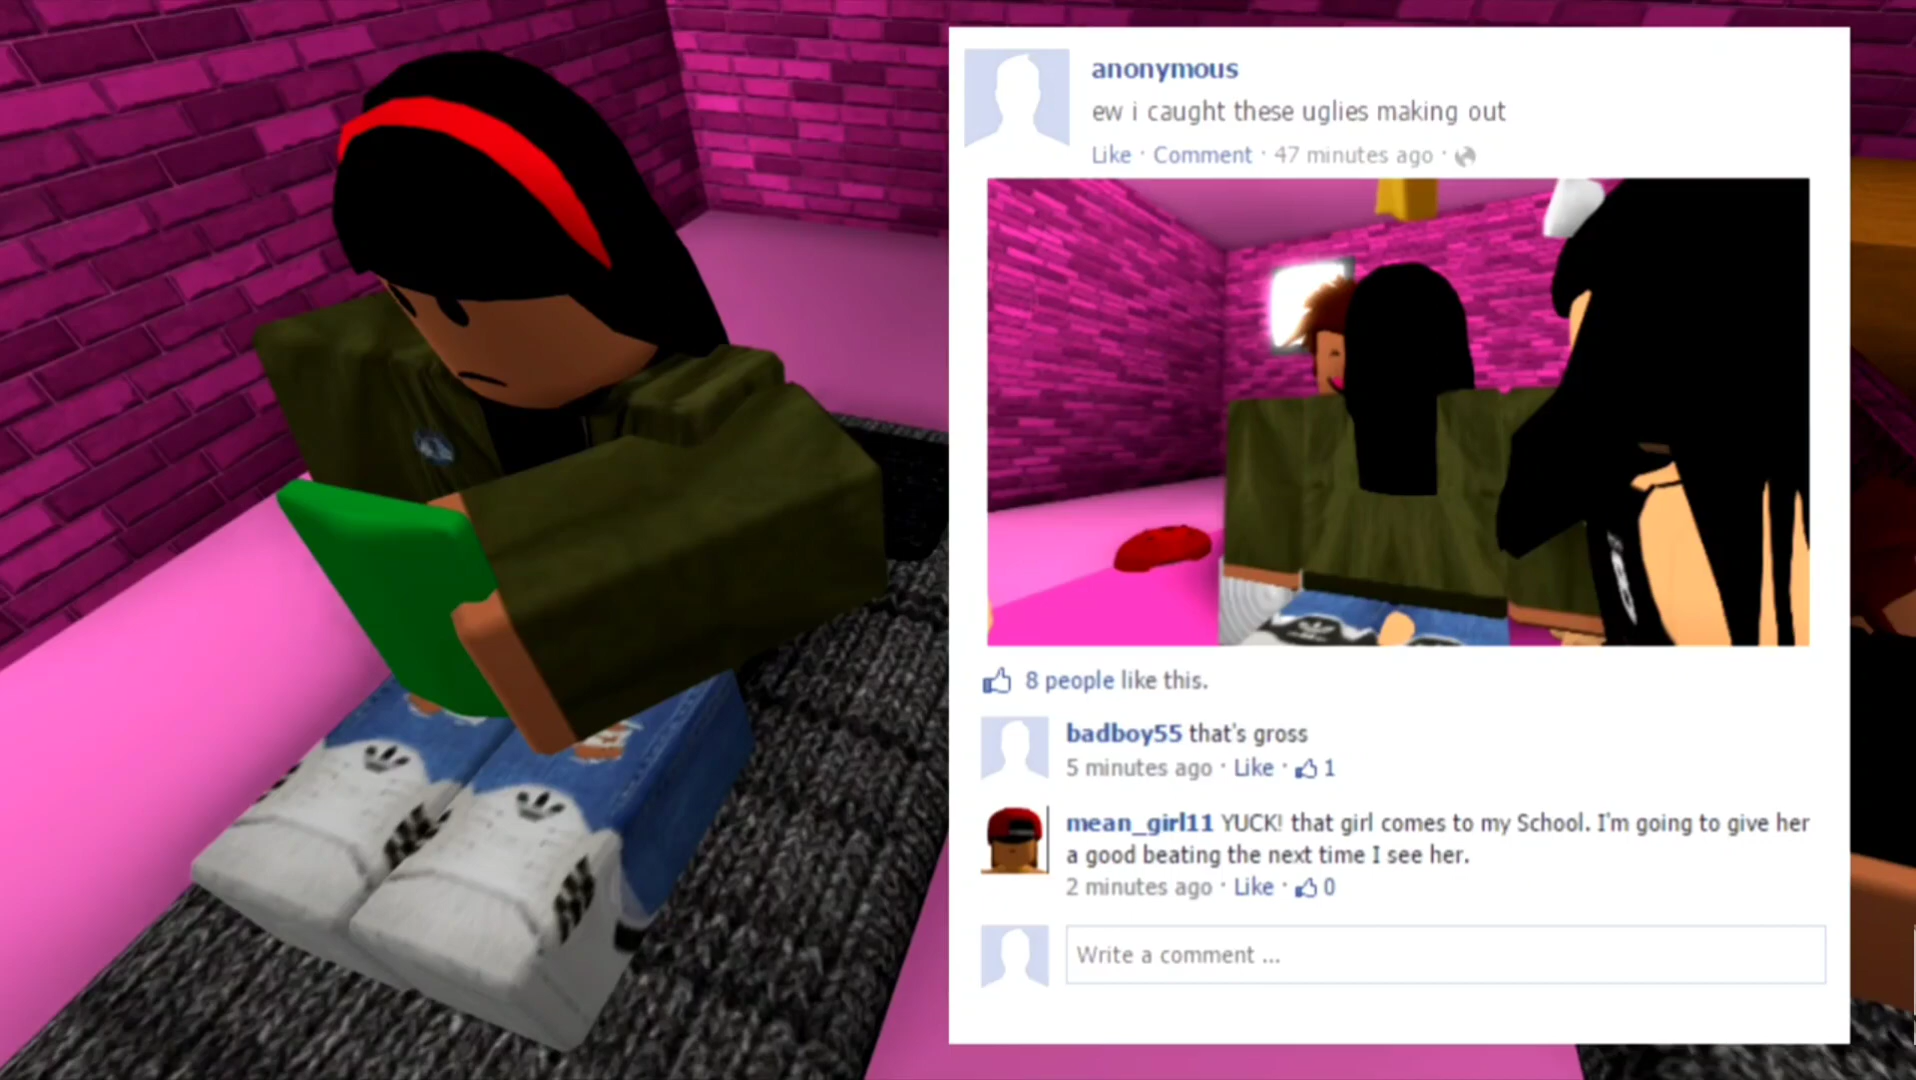 anonymous
ew i caught these uglies making out
Like · Comment · 47 minutes ago ·
8 people like this.
badboy55 that's gross
5 minutes ago · Like · 1
mean_girl11 YUCK! that girl comes to my School. I'm going to give her
a good beating the next time I see her.
2 minutes ago · Like · 0
Write a comment ...